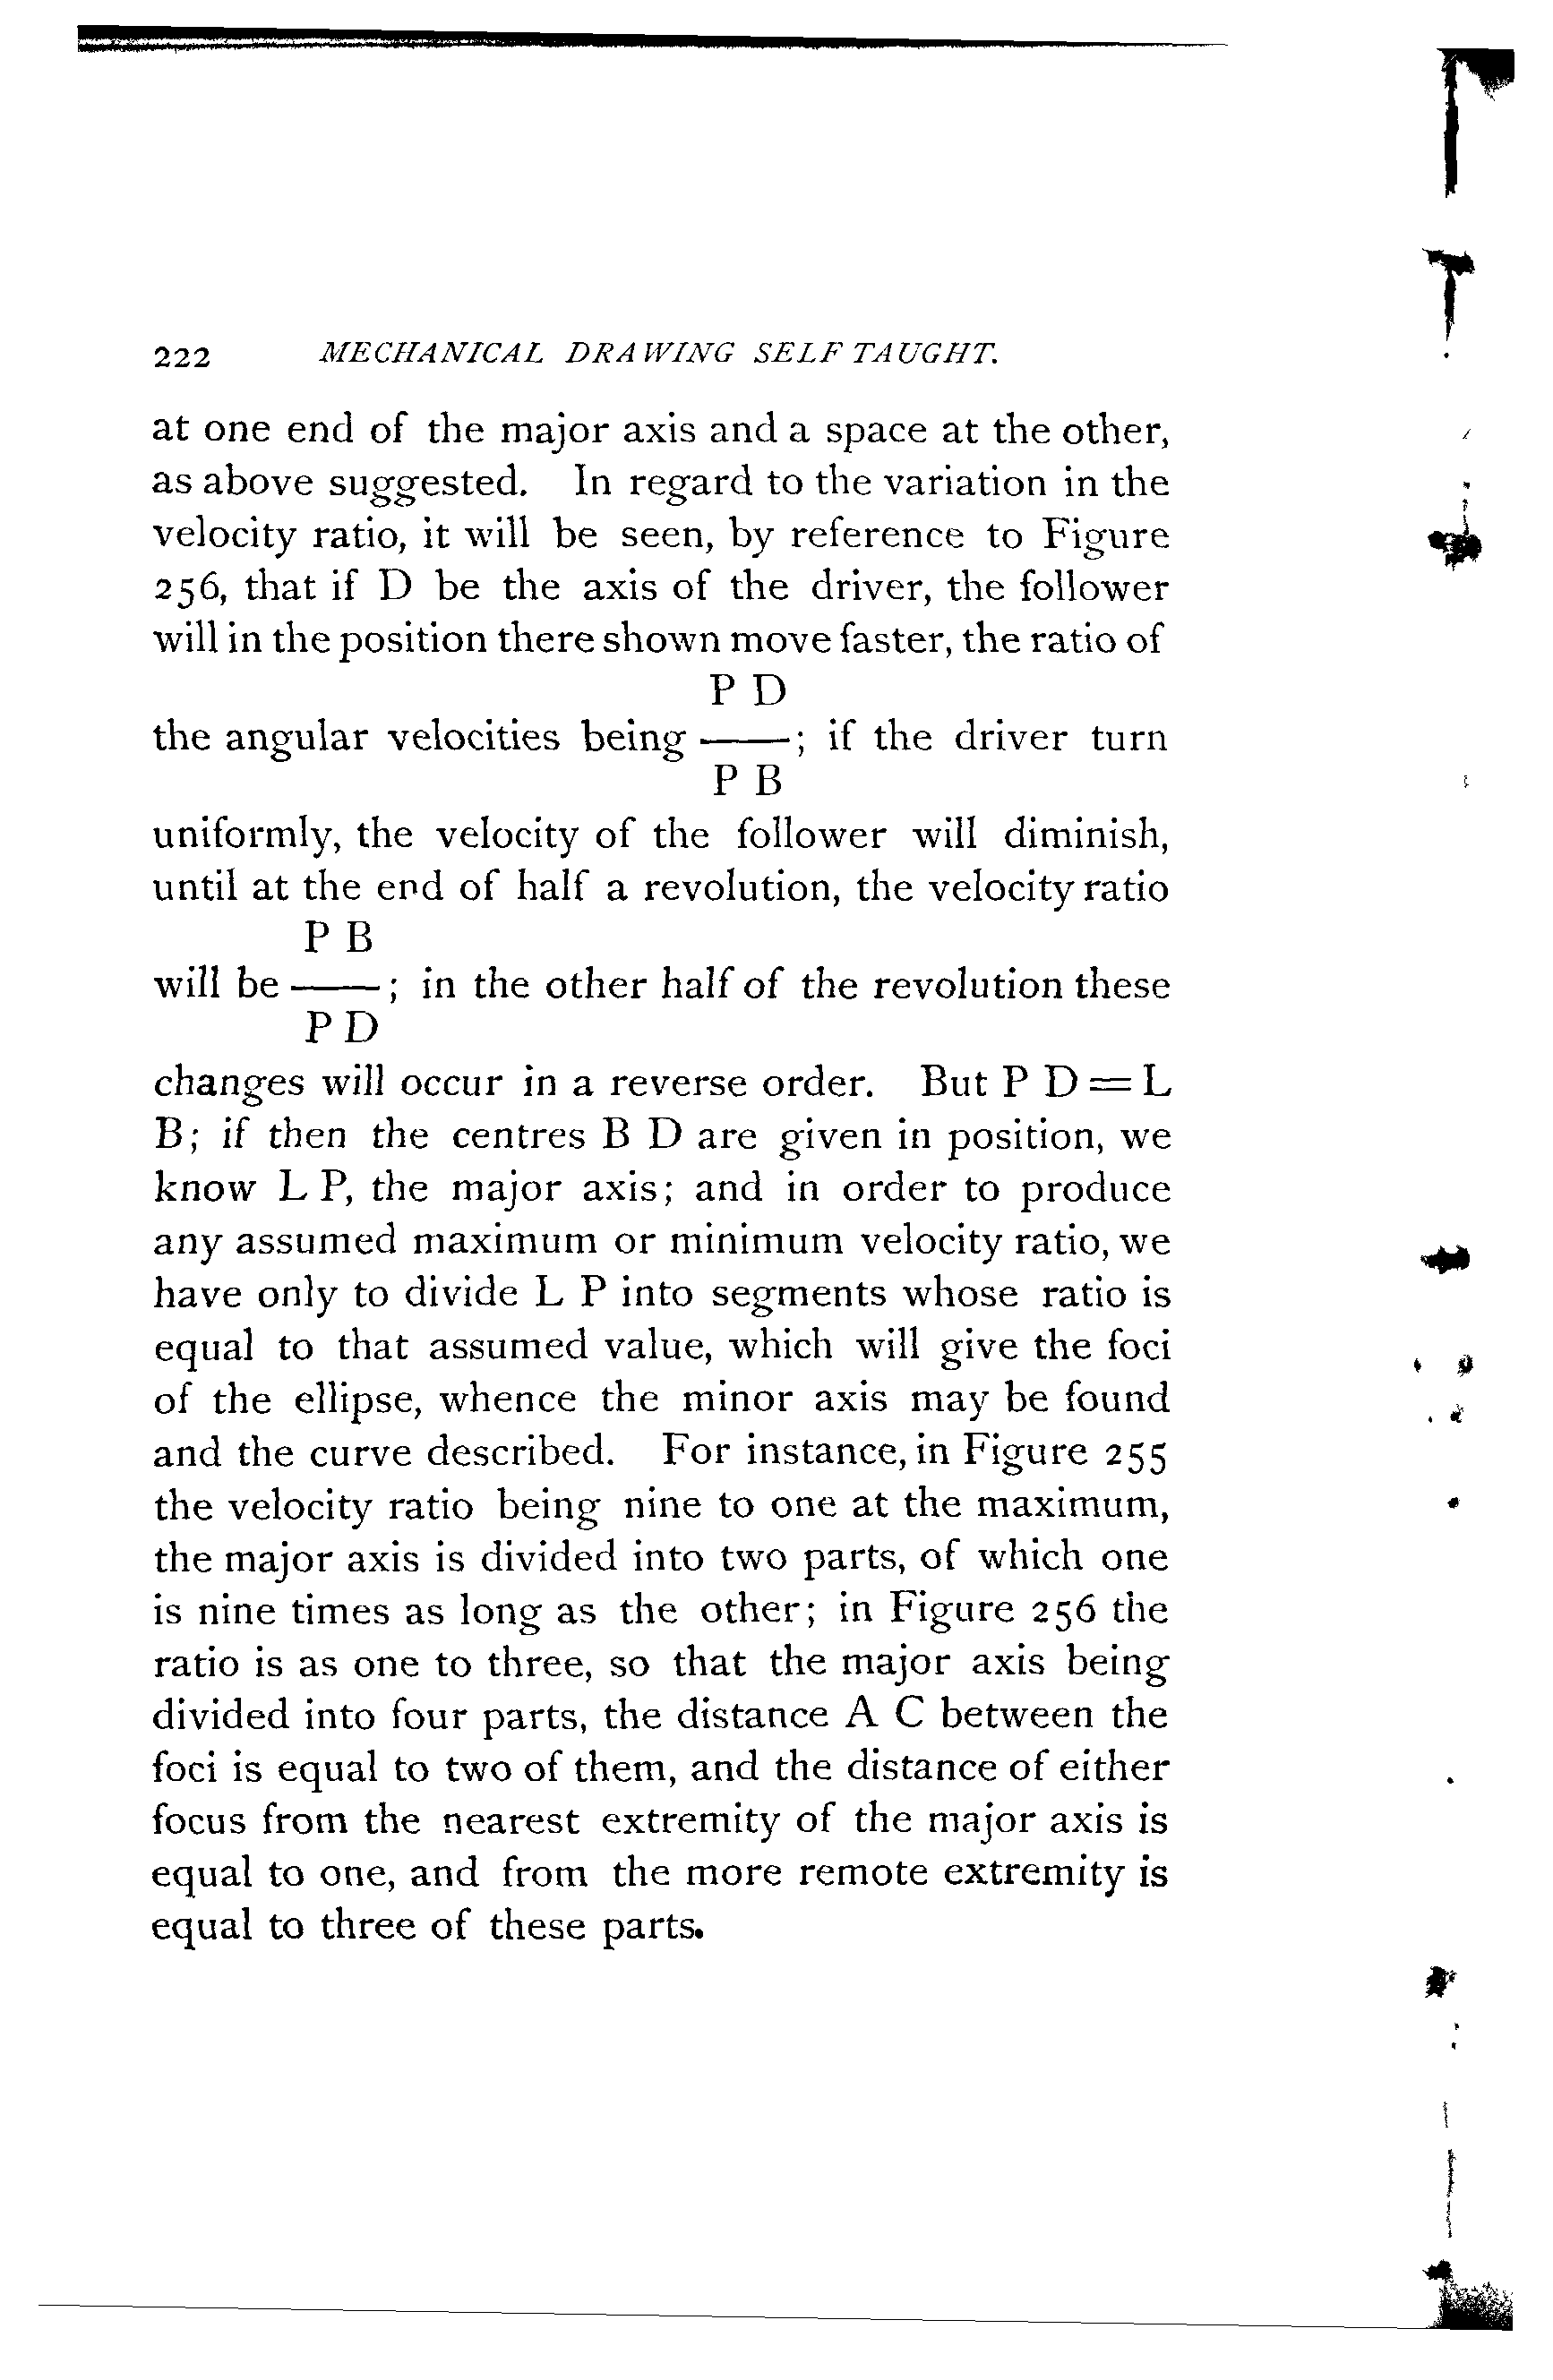 222 MECHANICAL DRAWING SELF TAUGHT.
at one end of the major axis and a space at the other,
as above suggested. In regard to the variation in the
velocity ratio, it will be seen, by reference to Figure
256, that if D be the axis of the driver, the follower
will in the position there shown move faster, the ratio of
P D
the angular velocities being ——; if the driver turn
P B
uniformly, the velocity of the follower will diminish,
until at the end of half a revolution, the velocity ratio
P B
will be ——; in the other half of the revolution these
P D
changes will occur in a reverse order. But P D = L
B; if then the centres B D are given in position, we
know L P, the major axis; and in order to produce
any assumed maximum or minimum velocity ratio, we
have only to divide L P into segments whose ratio is
equal to that assumed value, which will give the foci
of the ellipse, whence the minor axis may be found
and the curve described. For instance, in Figure 255
the velocity ratio being nine to one at the maximum,
the major axis is divided into two parts, of which one
is nine times as long as the other; in Figure 256 the
ratio is as one to three, so that the major axis being
divided into four parts, the distance A C between the
foci is equal to two of them, and the distance of either
focus from the nearest extremity of the major axis is
equal to one, and from the more remote extremity is
equal to three of these parts.